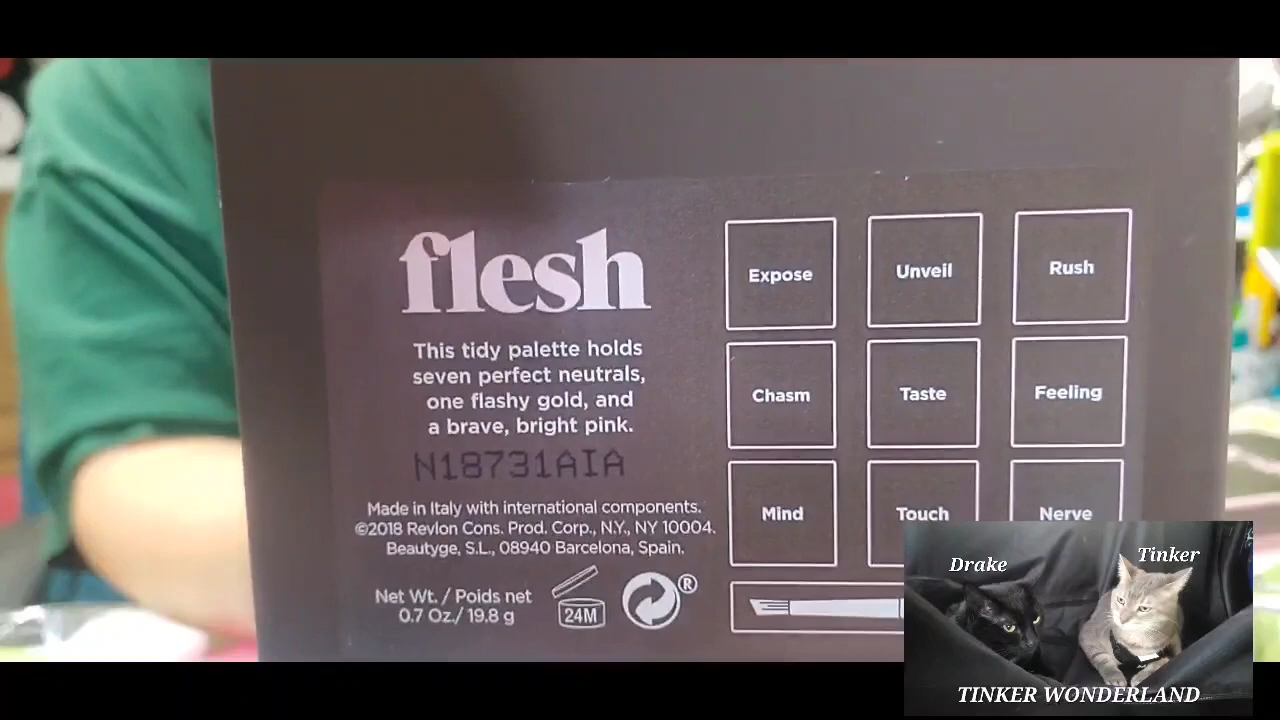 flesh
This tidy palette holds
seven perfect neutrals,
one flashy gold, and
a brave, bright pink.
N18731AIA
Made in Italy with international components.
©2018 Revlon Cons. Prod. Corp., N.Y., NY 10004.
Beautyge, S.L., 08940 Barcelona, Spain.
Net Wt. / Poids net
0.7 Oz./ 19.8 g
24M
®
Expose Unveil Rush
Chasm Taste Feeling
Mind Touch Nerve
Drake Tinker
TINKER WONDERLAND